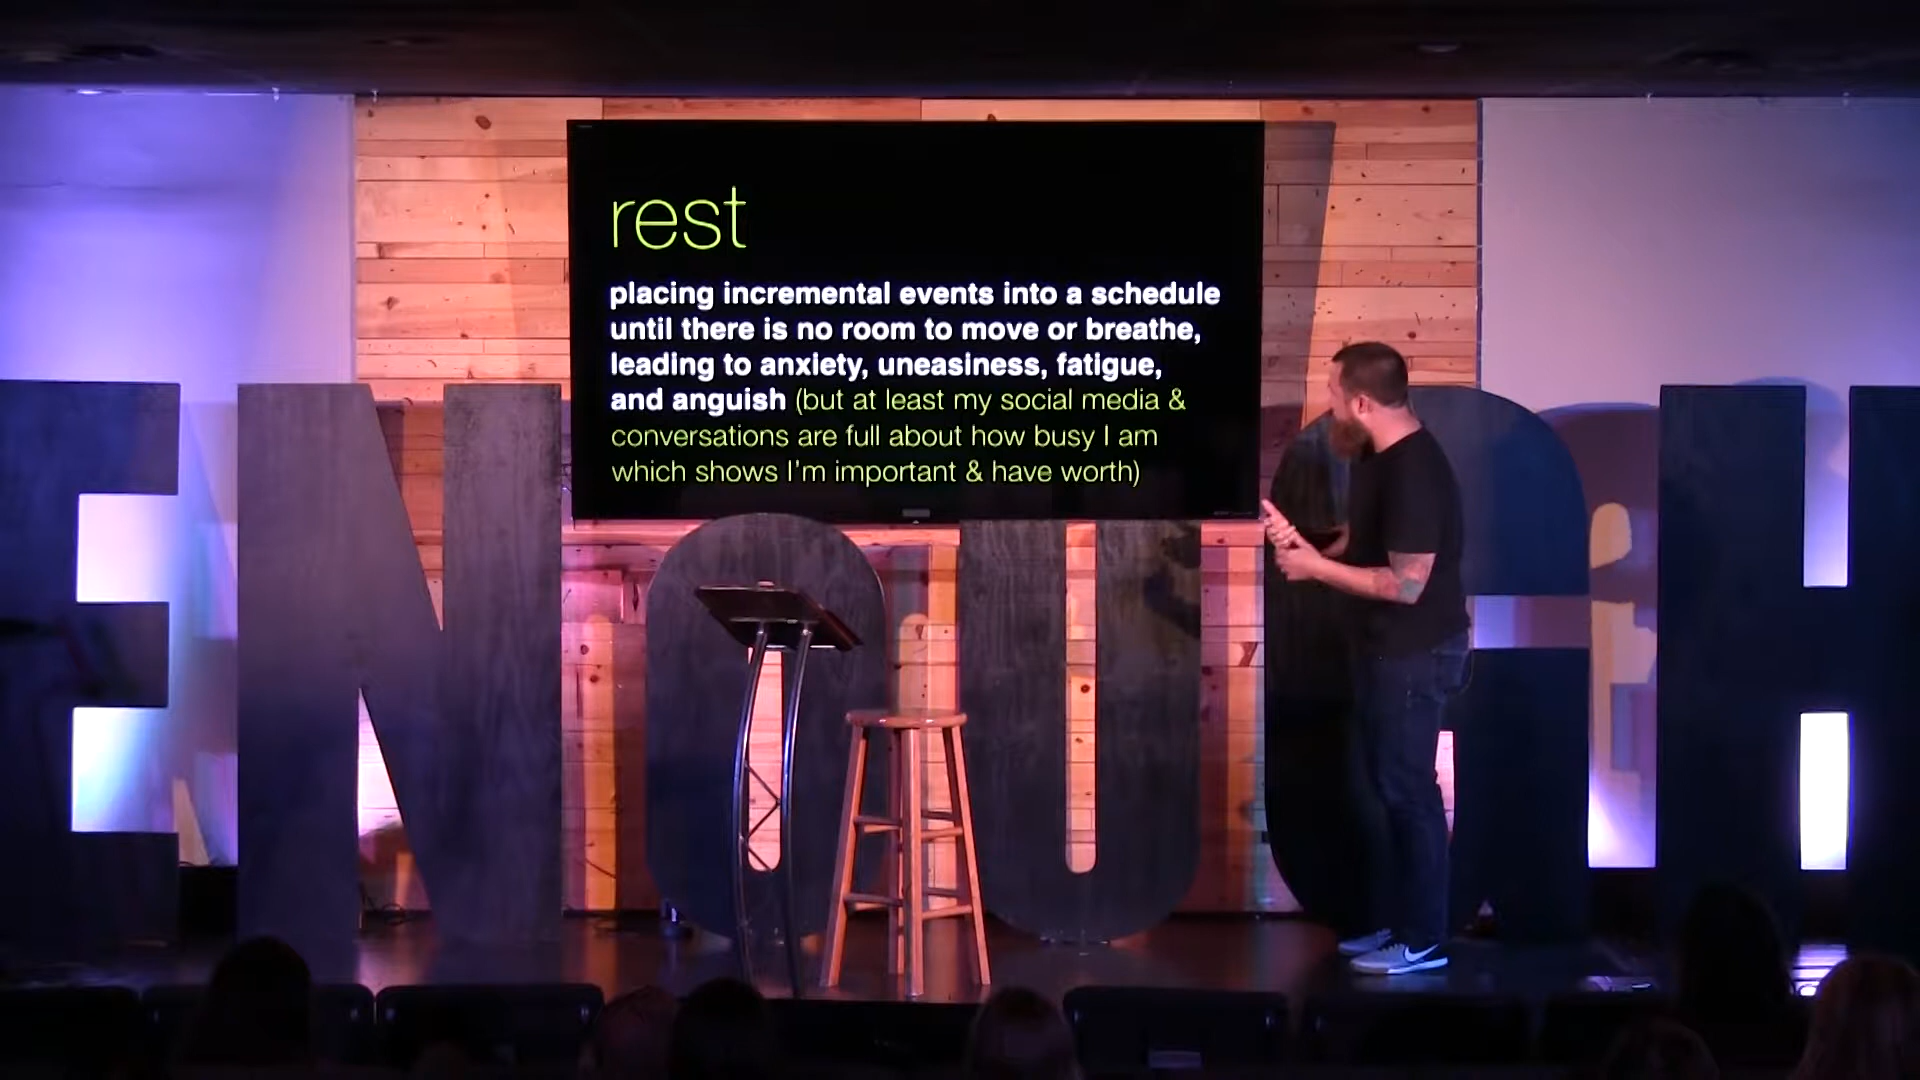 rest
placing incremental events into a schedule
until there is no room to move or breathe,
leading to anxiety, uneasiness, fatigue,
and anguish (but at least my social media &
conversations are full about how busy I am
which shows I'm important & have worth)
ENOUGH